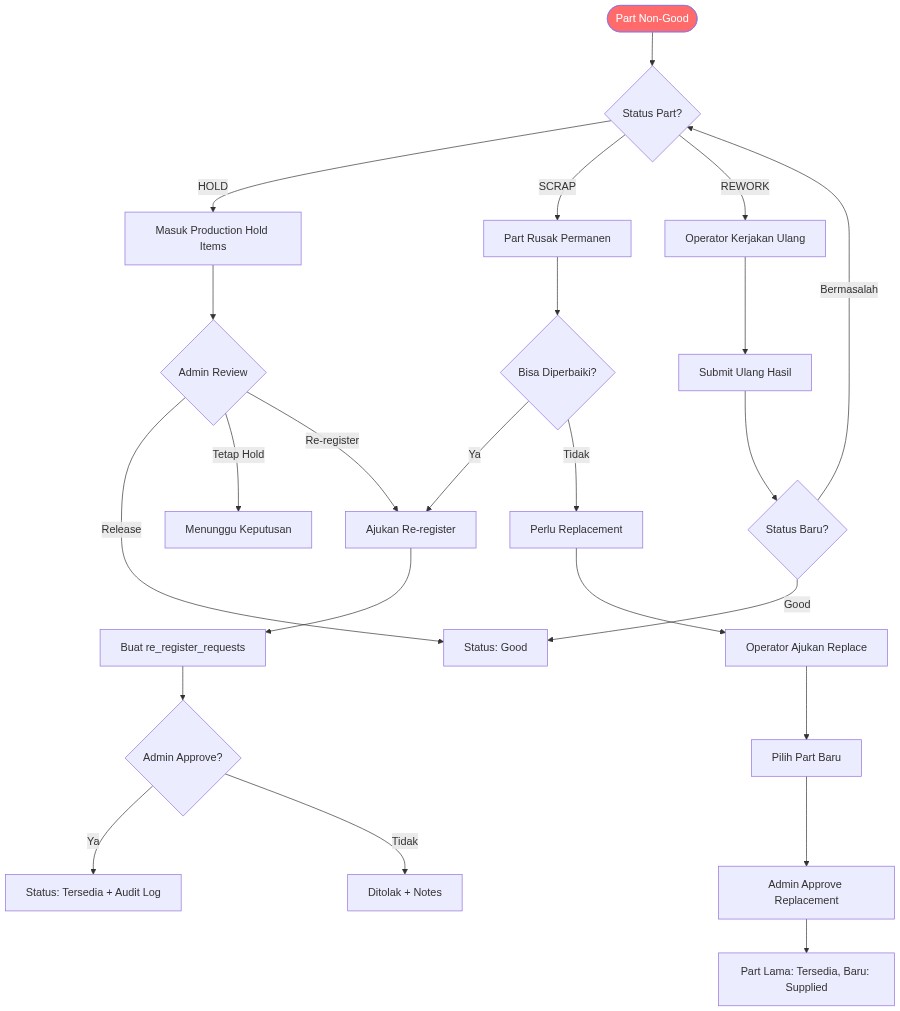 Part Non-Good
Status Part?
HOLD
SCRAP
REWORK
Masuk Production Hold
Items
Part Rusak Permanen
Operator Kerjakan Ulang
Bermasalah
Admin Review
Bisa Diperbaiki?
Submit Ulang Hasil
Re-register
Tetap Hold
Ya
Tidak
Release
Menunggu Keputusan
Ajukan Re-register
Perlu Replacement
Status Baru?
Good
Buat re_register_requests
Status: Good
Operator Ajukan Replace
Admin Approve?
Pilih Part Baru
Ya
Tidak
Status: Tersedia + Audit Log
Ditolak + Notes
Admin Approve
Replacement
Part Lama: Tersedia, Baru:
Supplied